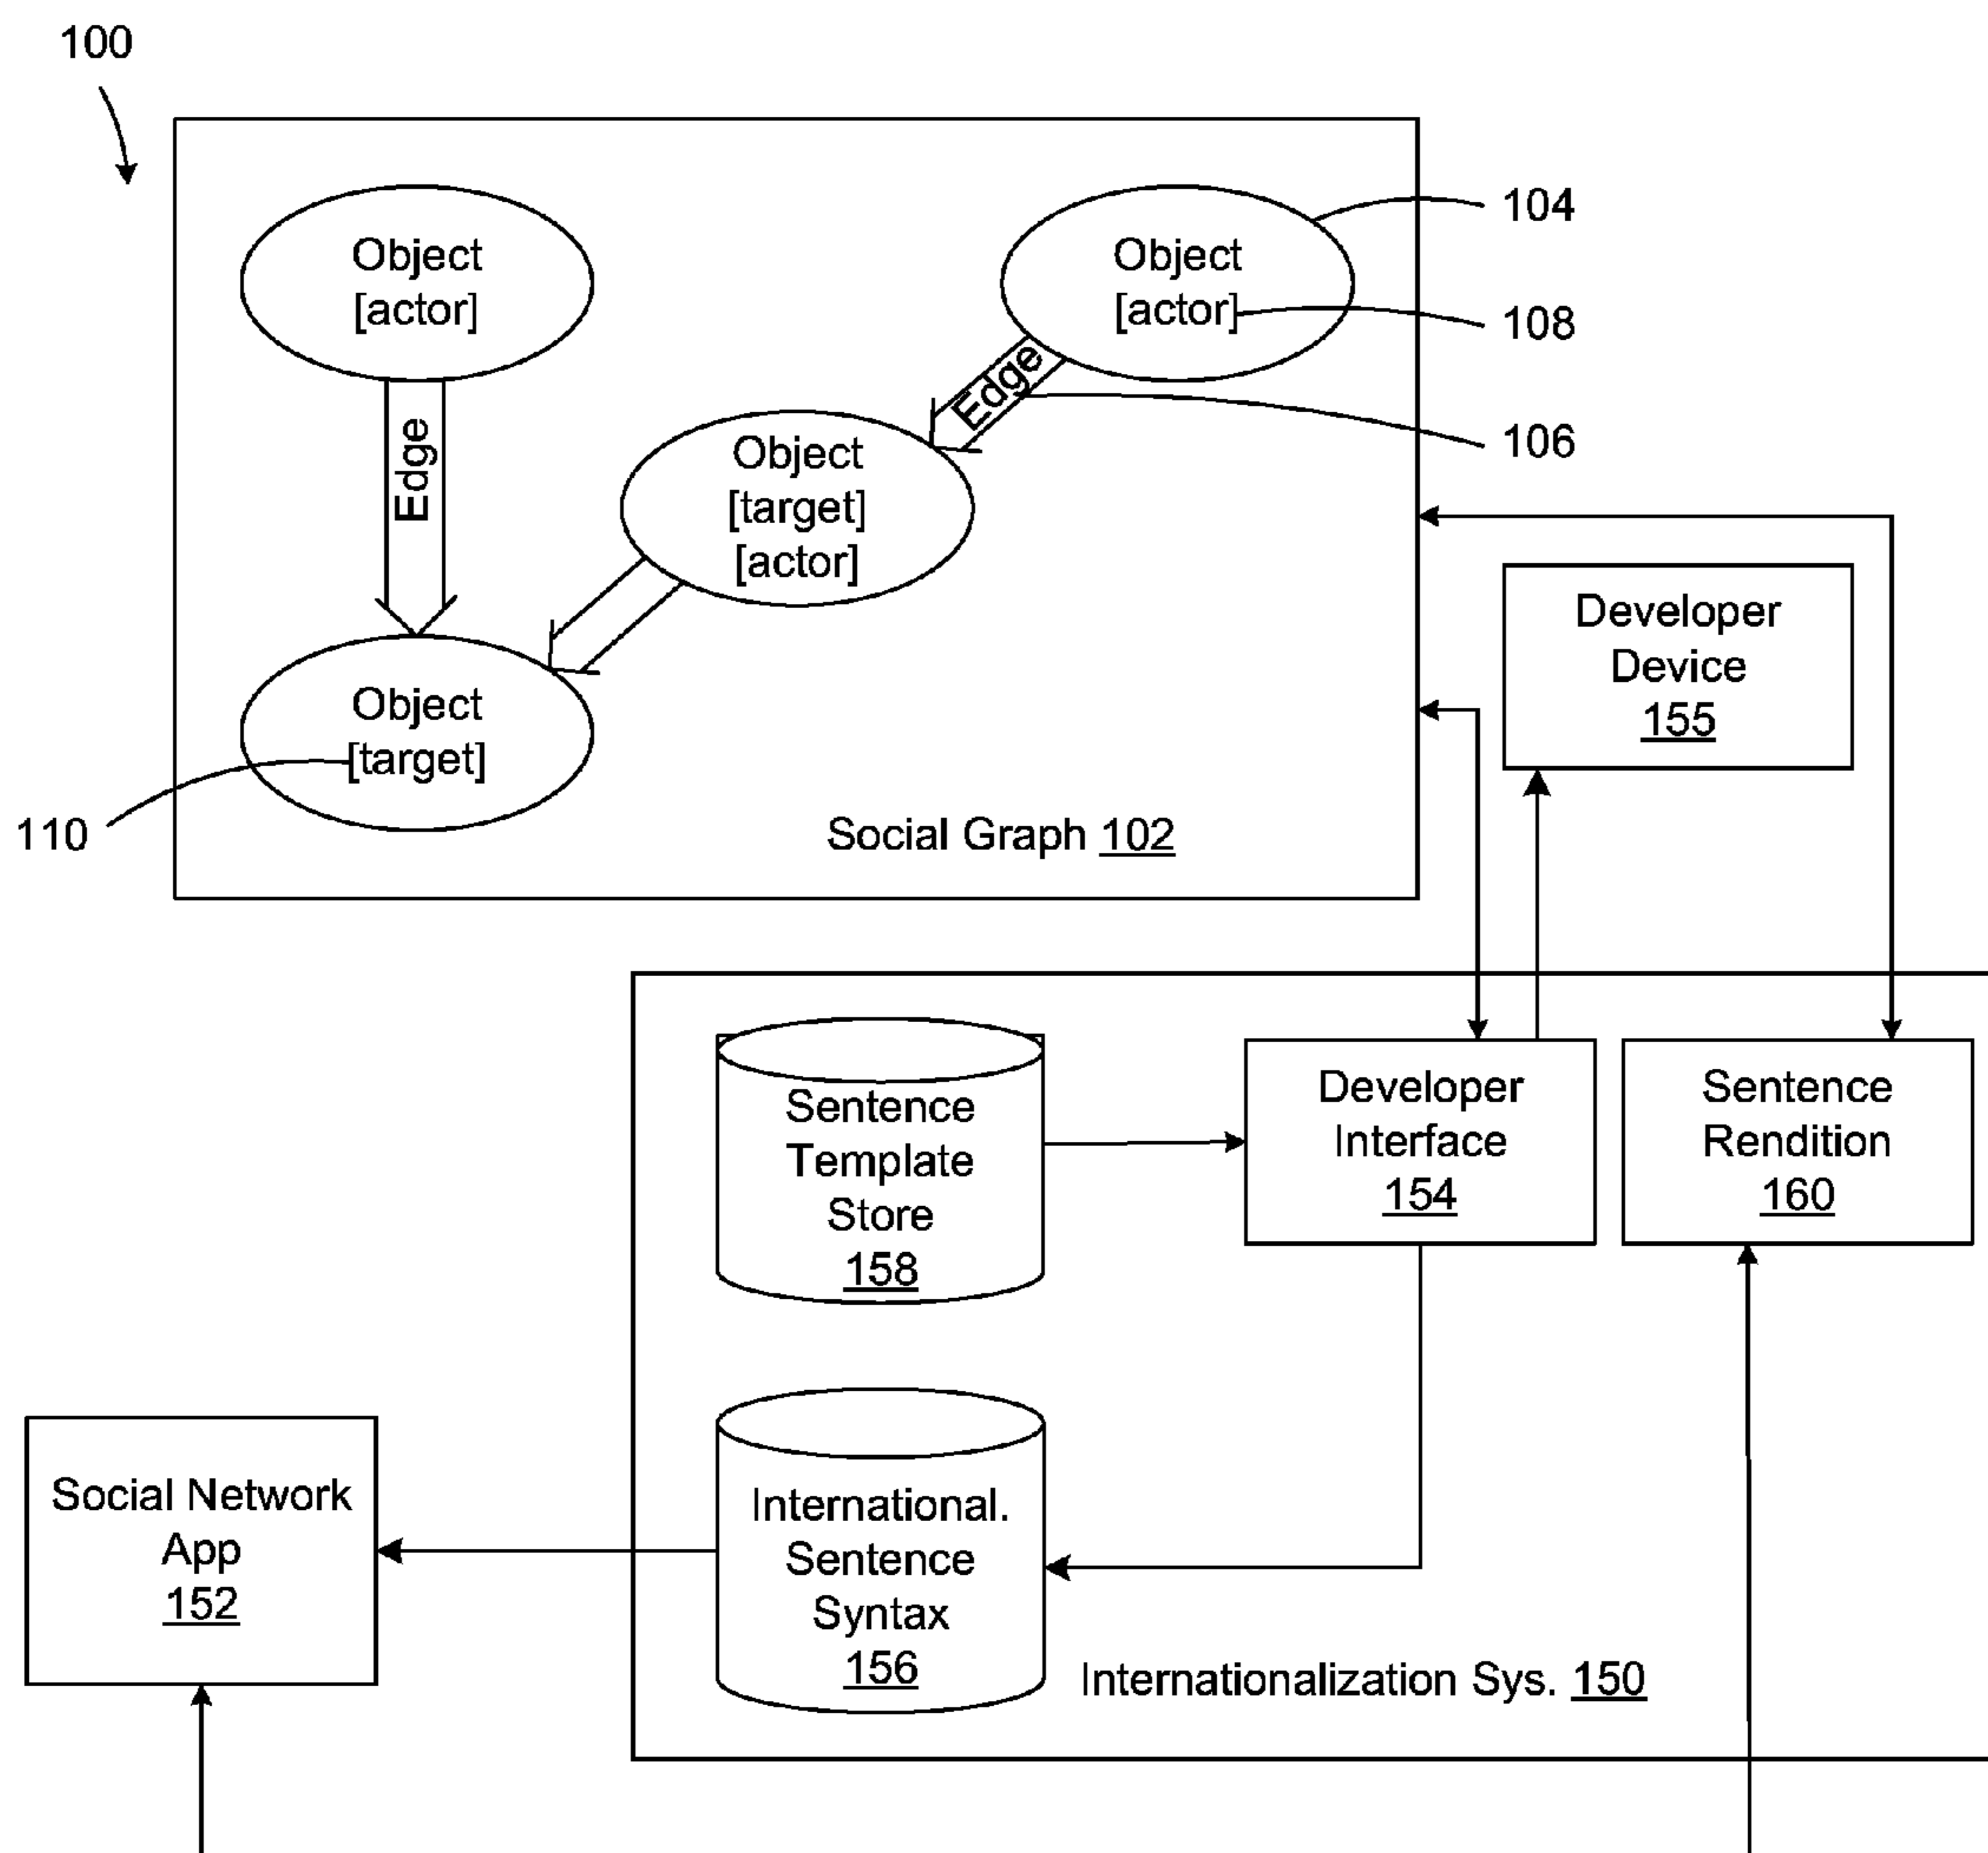 100
Object
[actor]
Object
[actor]
104
108
Edge
106
Edge
Object
[target]
[actor]
Object
[target]
110
Social Graph 102
Developer
Device
155
Sentence
Template
Store
158
Developer
Interface
154
Sentence
Rendition
160
Social Network
App
152
International.
Sentence
Syntax
156
Internationalization Sys. 150